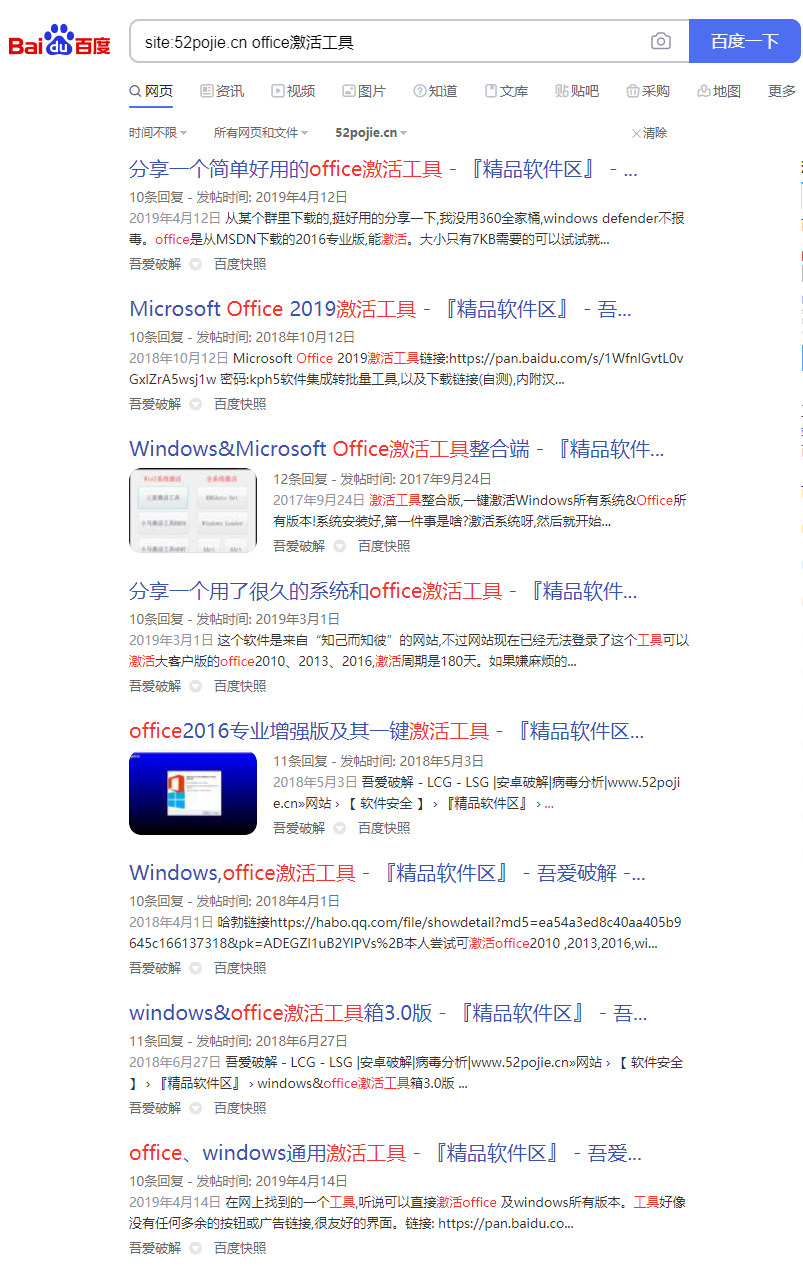 Bai du 百度
site:52pojie.cn office激活工具
百度一下
网页 资讯 视频 图片 知道 文库 贴吧 采购 地图 更多
时间不限 所有网页和文件 52pojie.cn 清除
分享一个简单好用的office激活工具 - 『精品软件区』 - ...
10条回复 - 发帖时间: 2019年4月12日
2019年4月12日 从某个群里下载的,挺好用的分享一下,我没用360全家桶,windows defender不报
毒。office是从MSDN下载的2016专业版,能激活。大小只有7KB需要的可以试试就...
吾爱破解 百度快照
Microsoft Office 2019激活工具 - 『精品软件区』 - 吾...
10条回复 - 发帖时间: 2018年10月12日
2018年10月12日 Microsoft Office 2019激活工具链接:https://pan.baidu.com/s/1WfnlGvtL0v
GxlZrA5wsj1w 密码:kph5软件集成转批量工具,以及下载链接(自测),内附汉...
吾爱破解 百度快照
Windows&Microsoft Office激活工具整合端 - 『精品软件...
12条回复 - 发帖时间: 2017年9月24日
2017年9月24日 激活工具整合版,一键激活Windows所有系统&Office所
有版本!系统安装好,第一件事是啥?激活系统呀,然后就开始...
吾爱破解 百度快照
分享一个用了很久的系统和office激活工具 - 『精品软件...
10条回复 - 发帖时间: 2019年3月1日
2019年3月1日 这个软件是来自“知己而知彼”的网站,不过网站现在已经无法登录了这个工具可以
激活大客户版的office2010、2013、2016,激活周期是180天。如果嫌麻烦的...
吾爱破解 百度快照
office2016专业增强版及其一键激活工具 - 『精品软件区...
11条回复 - 发帖时间: 2018年5月3日
2018年5月3日 吾爱破解 - LCG - LSG |安卓破解|病毒分析|www.52poji
e.cn»网站 › 【 软件安全 】 › 『精品软件区』 › ...
吾爱破解 百度快照
Windows,office激活工具 - 『精品软件区』 - 吾爱破解 -...
10条回复 - 发帖时间: 2018年4月1日
2018年4月1日 哈勃链接https://habo.qq.com/file/showdetail?md5=ea54a3ed8c40aa405b9
645c166137318&pk=ADEGZl1uB2YIPVs%2B本人尝试可激活office2010 ,2013,2016,wi...
吾爱破解 百度快照
windows&office激活工具箱3.0版 - 『精品软件区』 - 吾...
11条回复 - 发帖时间: 2018年6月27日
2018年6月27日 吾爱破解 - LCG - LSG |安卓破解|病毒分析|www.52pojie.cn»网站 › 【 软件安全
】 › 『精品软件区』 › windows&office激活工具箱3.0版 ...
吾爱破解 百度快照
office、windows通用激活工具 - 『精品软件区』 - 吾爱...
10条回复 - 发帖时间: 2019年4月14日
2019年4月14日 在网上找到的一个工具,听说可以直接激活office 及windows所有版本。工具好像
没有任何多余的按钮或广告链接,很友好的界面。链接: https://pan.baidu.co...
吾爱破解 百度快照